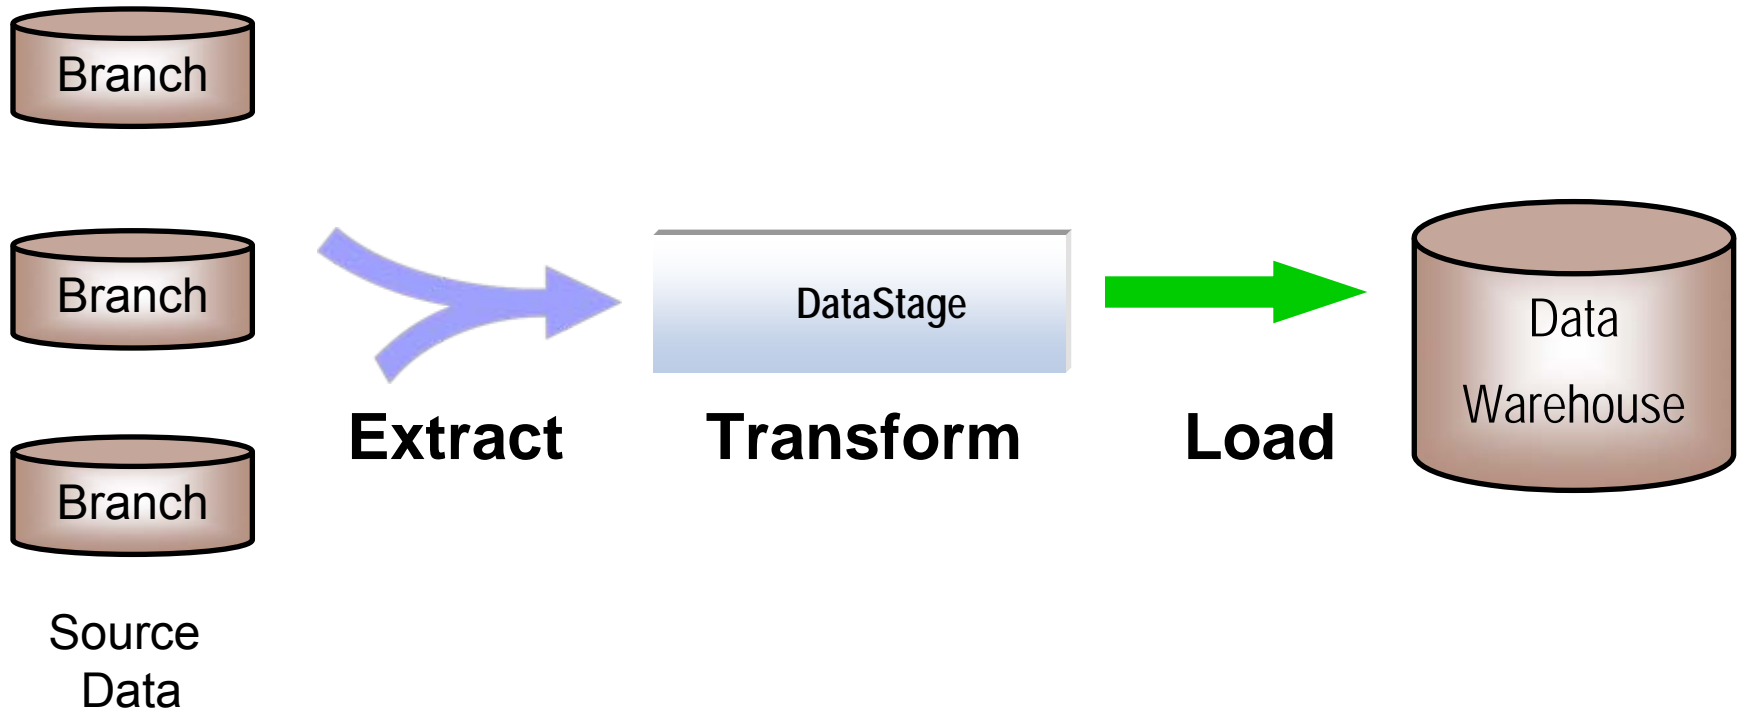 Branch
Branch
Branch
Source
Data
Extract
DataStage
Transform
Load
Data
Warehouse